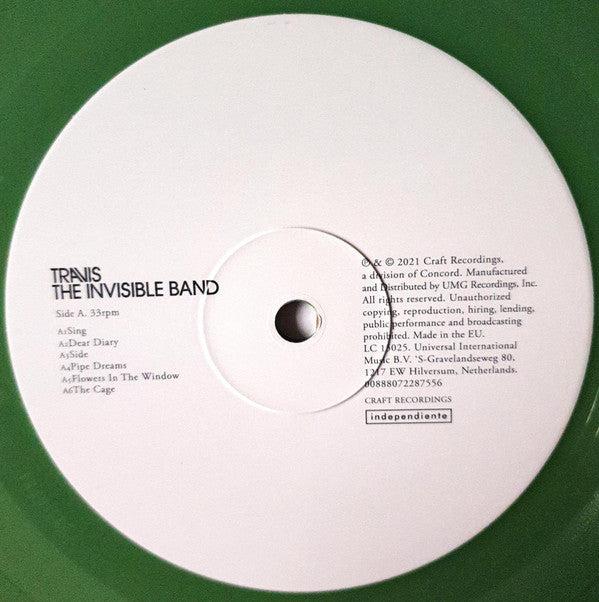 TRAVIS
THE INVISIBLE BAND
Side A. 33rpm
A1Sing
A2Dear Diary
A3Side
A4Pipe Dreams
A5Flowers In The Window
A6The Cage
℗ & © 2021 Craft Recordings,
a division of Concord. Manufactured
and Distributed by UMG Recordings, Inc.
All rights reserved. Unauthorized
copying, reproduction, hiring, lending,
public performance and broadcasting
prohibited. Made in the EU.
LC 15025. Universal International
Music B.V. 'S-Gravelandseweg 80,
1217 EW Hilversum, Netherlands.
00888072287556
CRAFT RECORDINGS
independiente